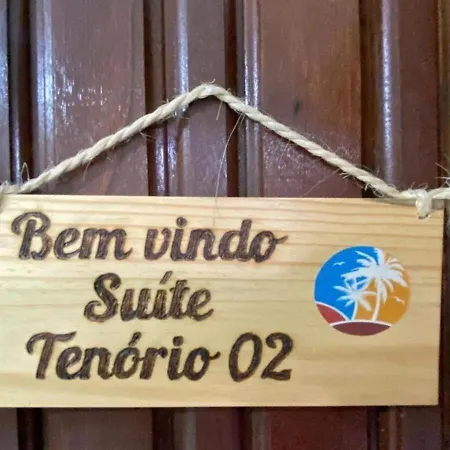 Bem vindo
Suíte
Tenório 02